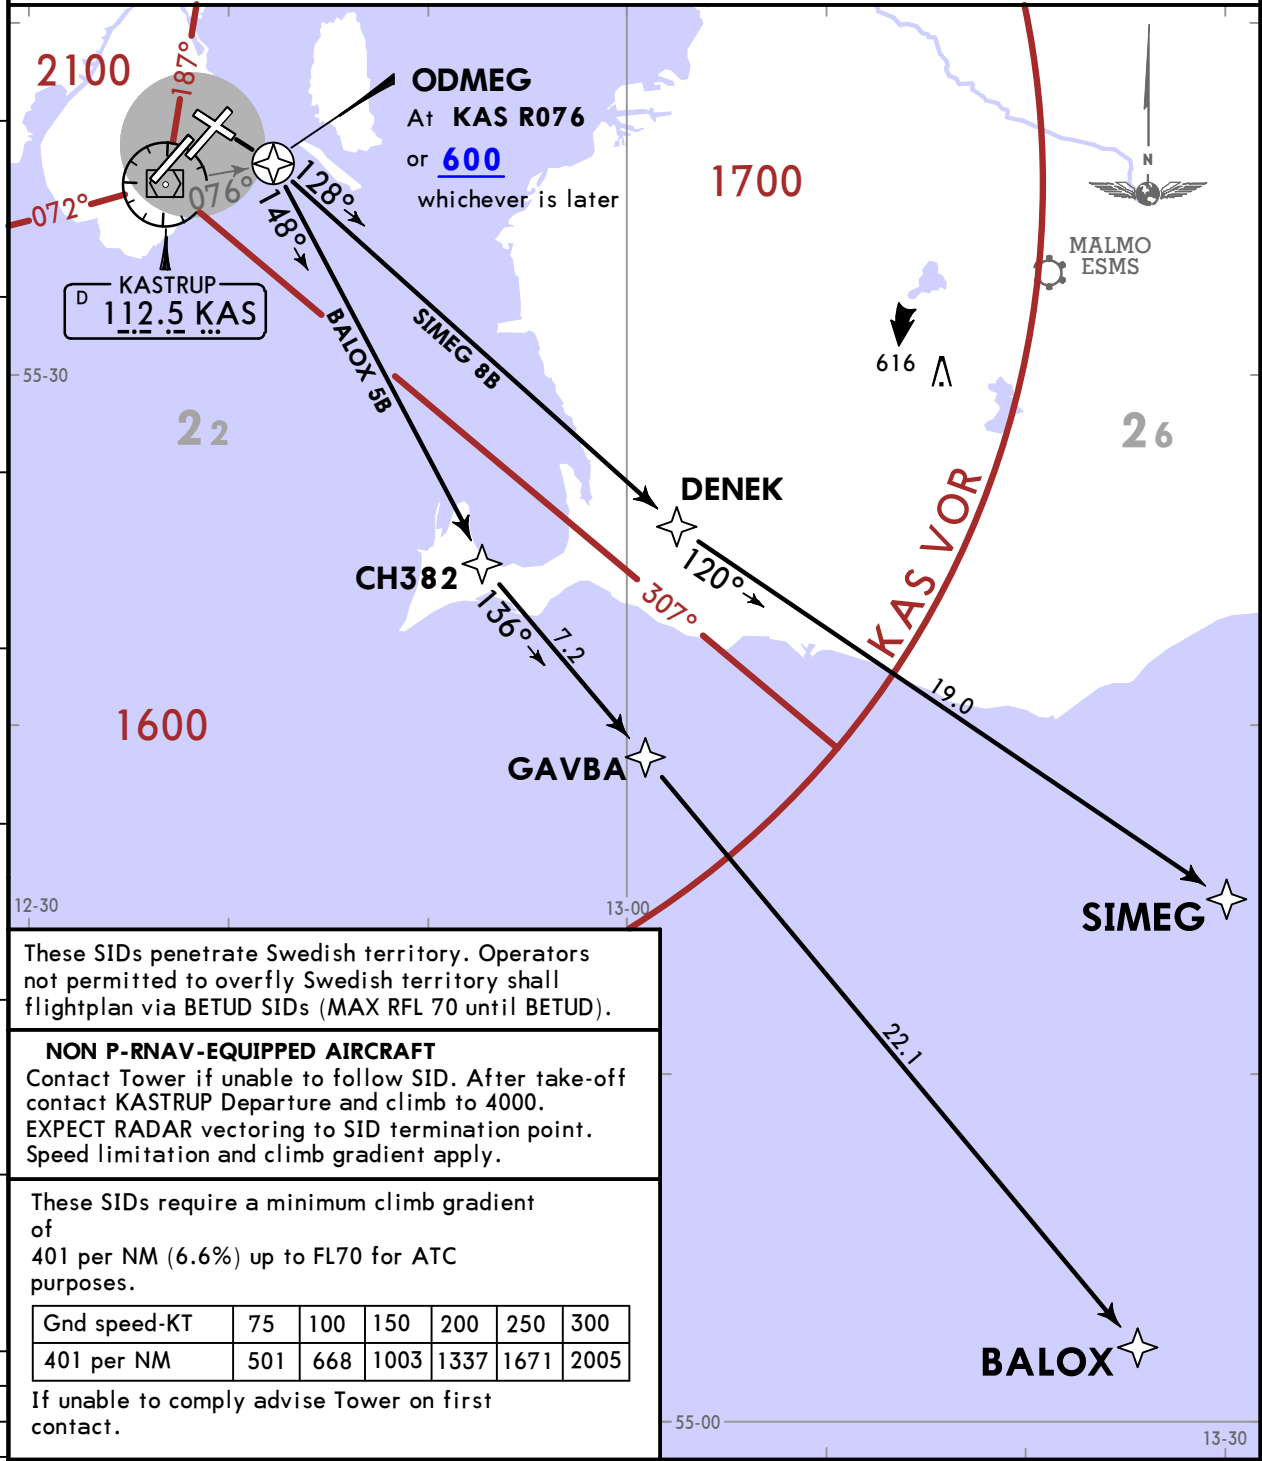 2100
187°
ODMEG
At KAS R076
or 600
whichever is later
1700
N
MALMO
ESMS
072°
076°
128°
148°
KASTRUP
D 112.5 KAS
BALOX 5B
SIMEG 8B
616
55-30
22
26
DENEK
KAS VOR
CH382
120°
307°
136°
7.2
19.0
1600
GAVBA
12-30
13-00
SIMEG
These SIDs penetrate Swedish territory. Operators
not permitted to overfly Swedish territory shall
flightplan via BETUD SIDs (MAX RFL 70 until BETUD).
NON P-RNAV-EQUIPPED AIRCRAFT
Contact Tower if unable to follow SID. After take-off
contact KASTRUP Departure and climb to 4000.
EXPECT RADAR vectoring to SID termination point.
Speed limitation and climb gradient apply.
22.1
These SIDs require a minimum climb gradient
of
401 per NM (6.6%) up to FL70 for ATC
purposes.
Gnd speed-KT 75 100 150 200 250 300
401 per NM 501 668 1003 1337 1671 2005
If unable to comply advise Tower on first
contact.
BALOX
55-00
13-30